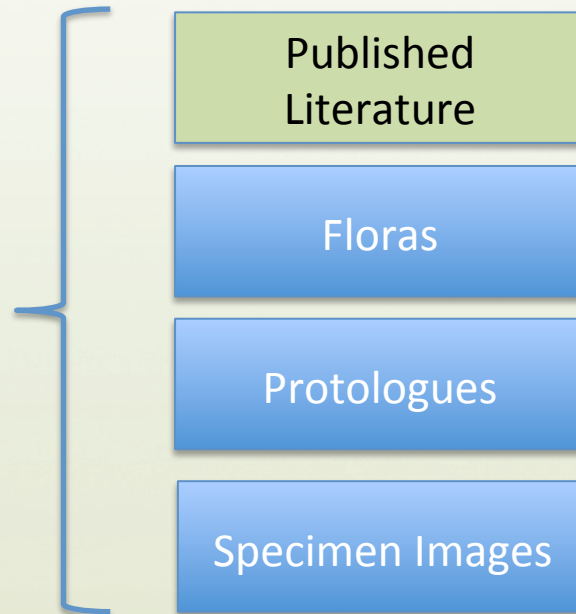 Published
Literature
Floras
Protologues
Specimen Images